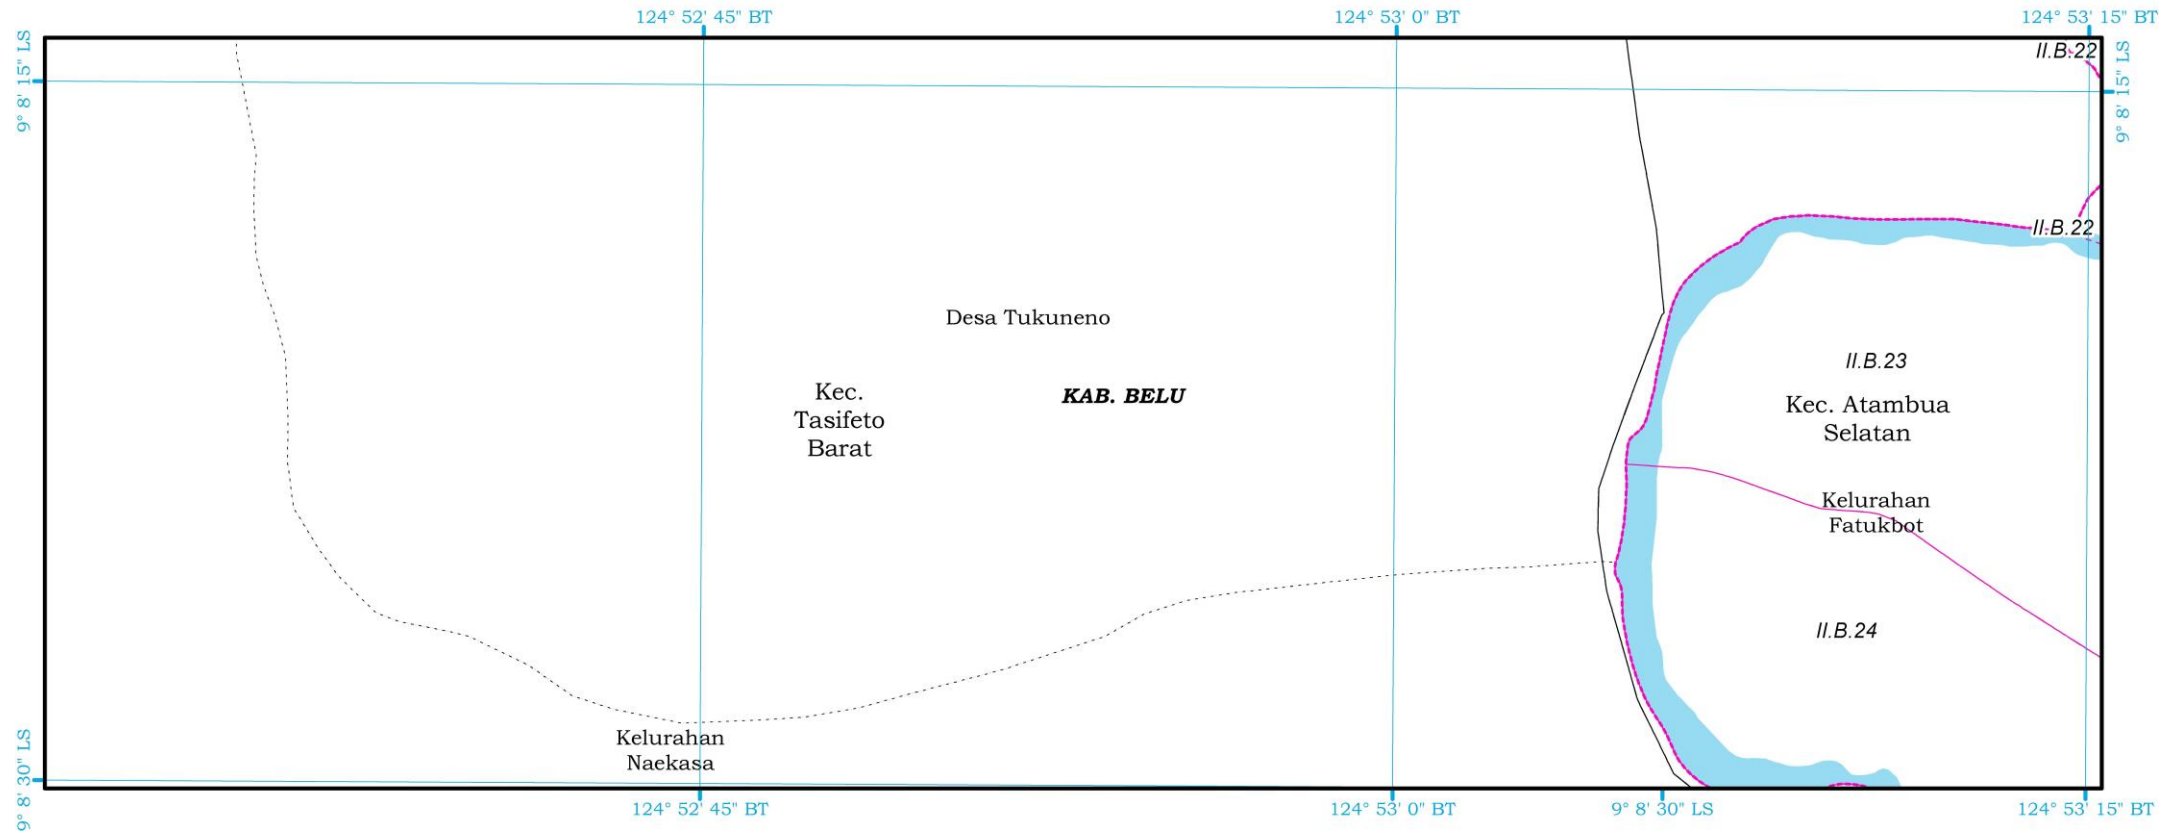 124° 52' 45" BT
124° 53' 0" BT
124° 53' 15" BT
9° 8' 15" LS
9° 8' 15" LS
II.B.22
II.B.22
Desa Tukuneno
II.B.23
Kec.
Tasifeto
Barat
KAB. BELU
Kec. Atambua
Selatan
Kelurahan
Fatukbot
II.B.24
Kelurahan
Naekasa
9° 8' 30" LS
124° 52' 45" BT
124° 53' 0" BT
9° 8' 30" LS
124° 53' 15" BT